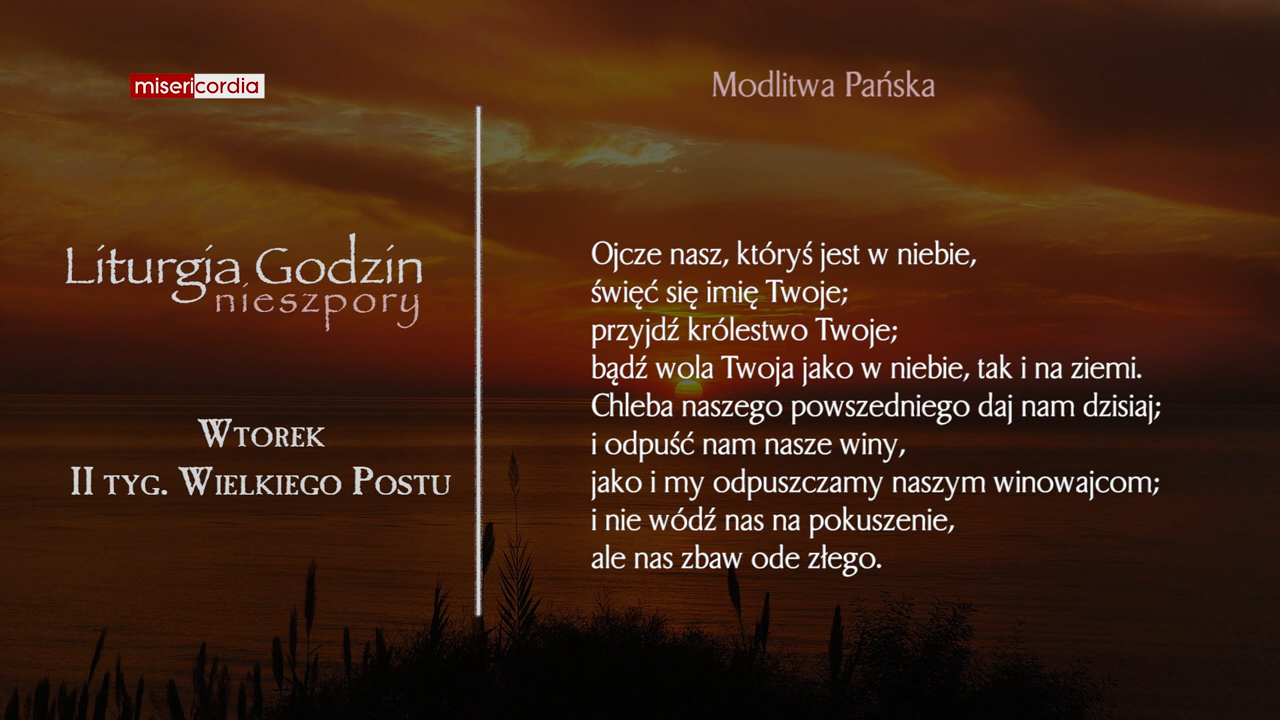 misericordia
Liturgia Godzin
nieszpory
Wtorek
II tyg. Wielkiego Postu
Modlitwa Pańska
Ojcze nasz, któryś jest w niebie,
święć się imię Twoje;
przyjdź królestwo Twoje;
bądź wola Twoja jako w niebie, tak i na ziemi.
Chleba naszego powszedniego daj nam dzisiaj;
i odpuść nam nasze winy,
jako i my odpuszczamy naszym winowajcom;
i nie wódź nas na pokuszenie,
ale nas zbaw ode złego.